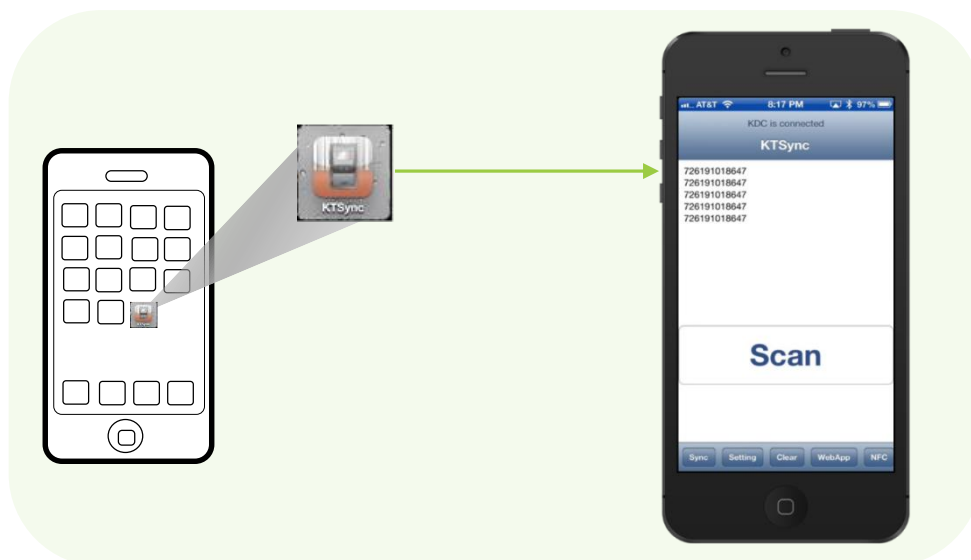 KTSync
AT&T 8:17 PM 97%
KDC is connected
KTSync
726191018647
726191018647
726191018647
726191018647
726191018647
Scan
Sync Setting Clear WebApp NFC